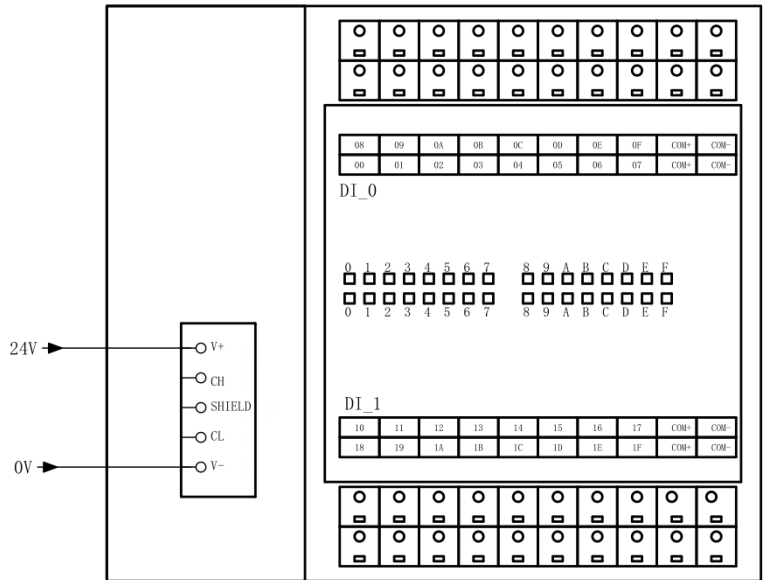 08 09 0A 0B 0C 0D 0E 0F COM+ COM-
00 01 02 03 04 05 06 07 COM+ COM-
DI_0
0 1 2 3 4 5 6 7 8 9 A B C D E F
0 1 2 3 4 5 6 7 8 9 A B C D E F
24V V+
CH
SHIELD
CL
0V V-
DI_1
10 11 12 13 14 15 16 17 COM+ COM-
18 19 1A 1B 1C 1D 1E 1F COM+ COM-